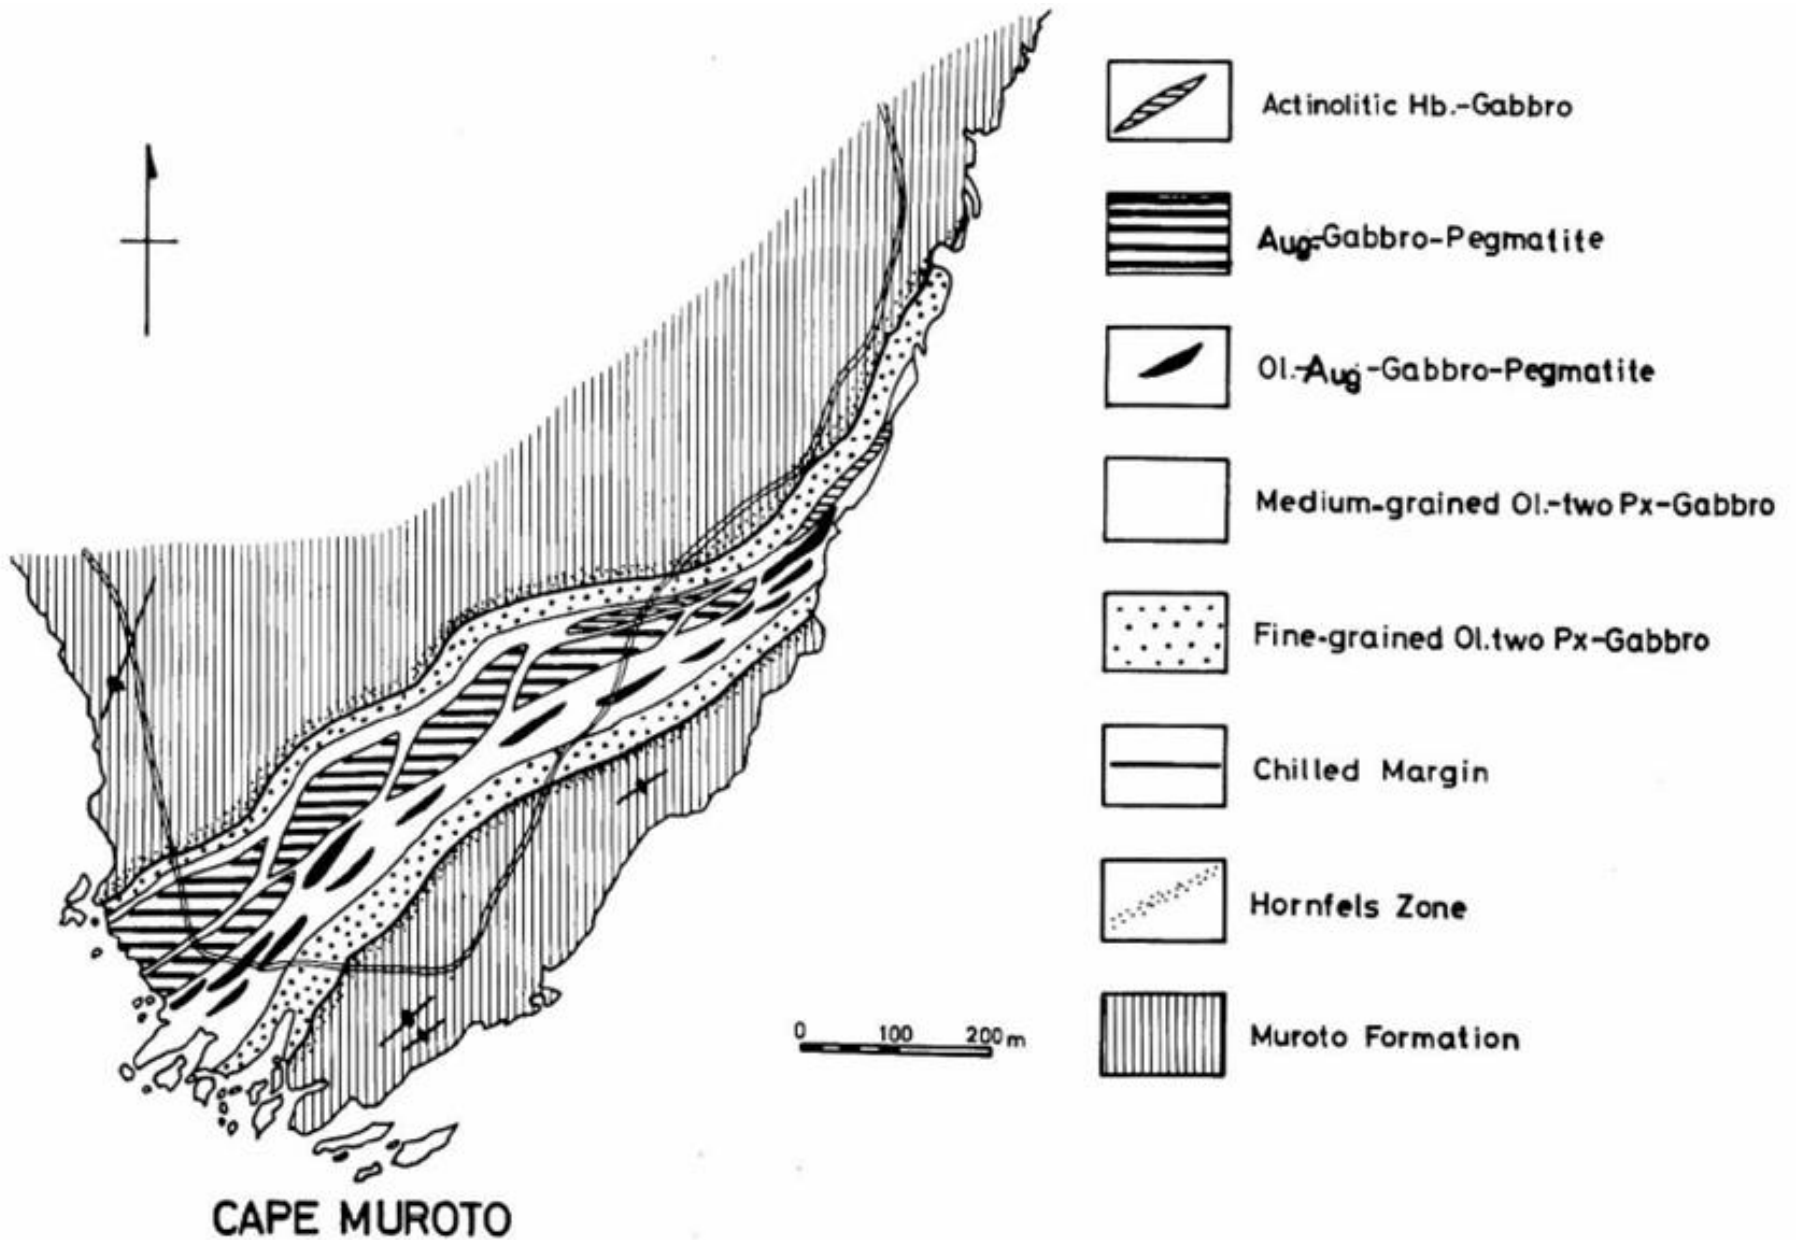 Actinolitic Hb.-Gabbro
Aug-Gabbro-Pegmatite
Ol.-Aug-Gabbro-Pegmatite
Medium-grained Ol.-two Px-Gabbro
Fine-grained Ol.two Px-Gabbro
Chilled Margin
Hornfels Zone
Muroto Formation
0 100 200m
CAPE MUROTO